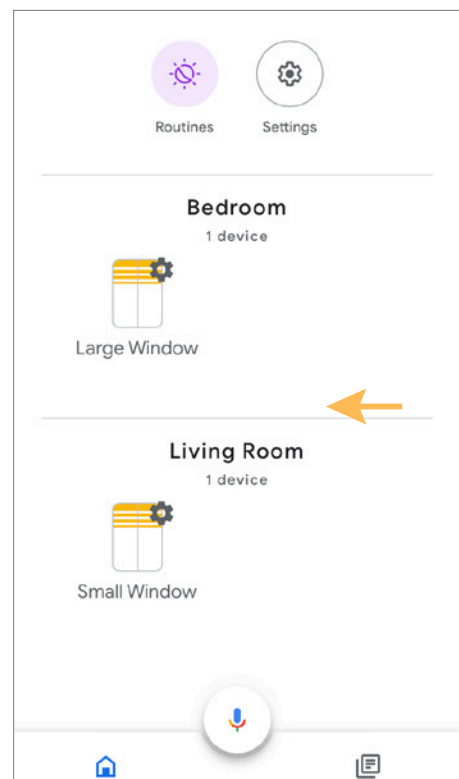 Routines Settings
Bedroom
1 device
Large Window
Living Room
1 device
Small Window